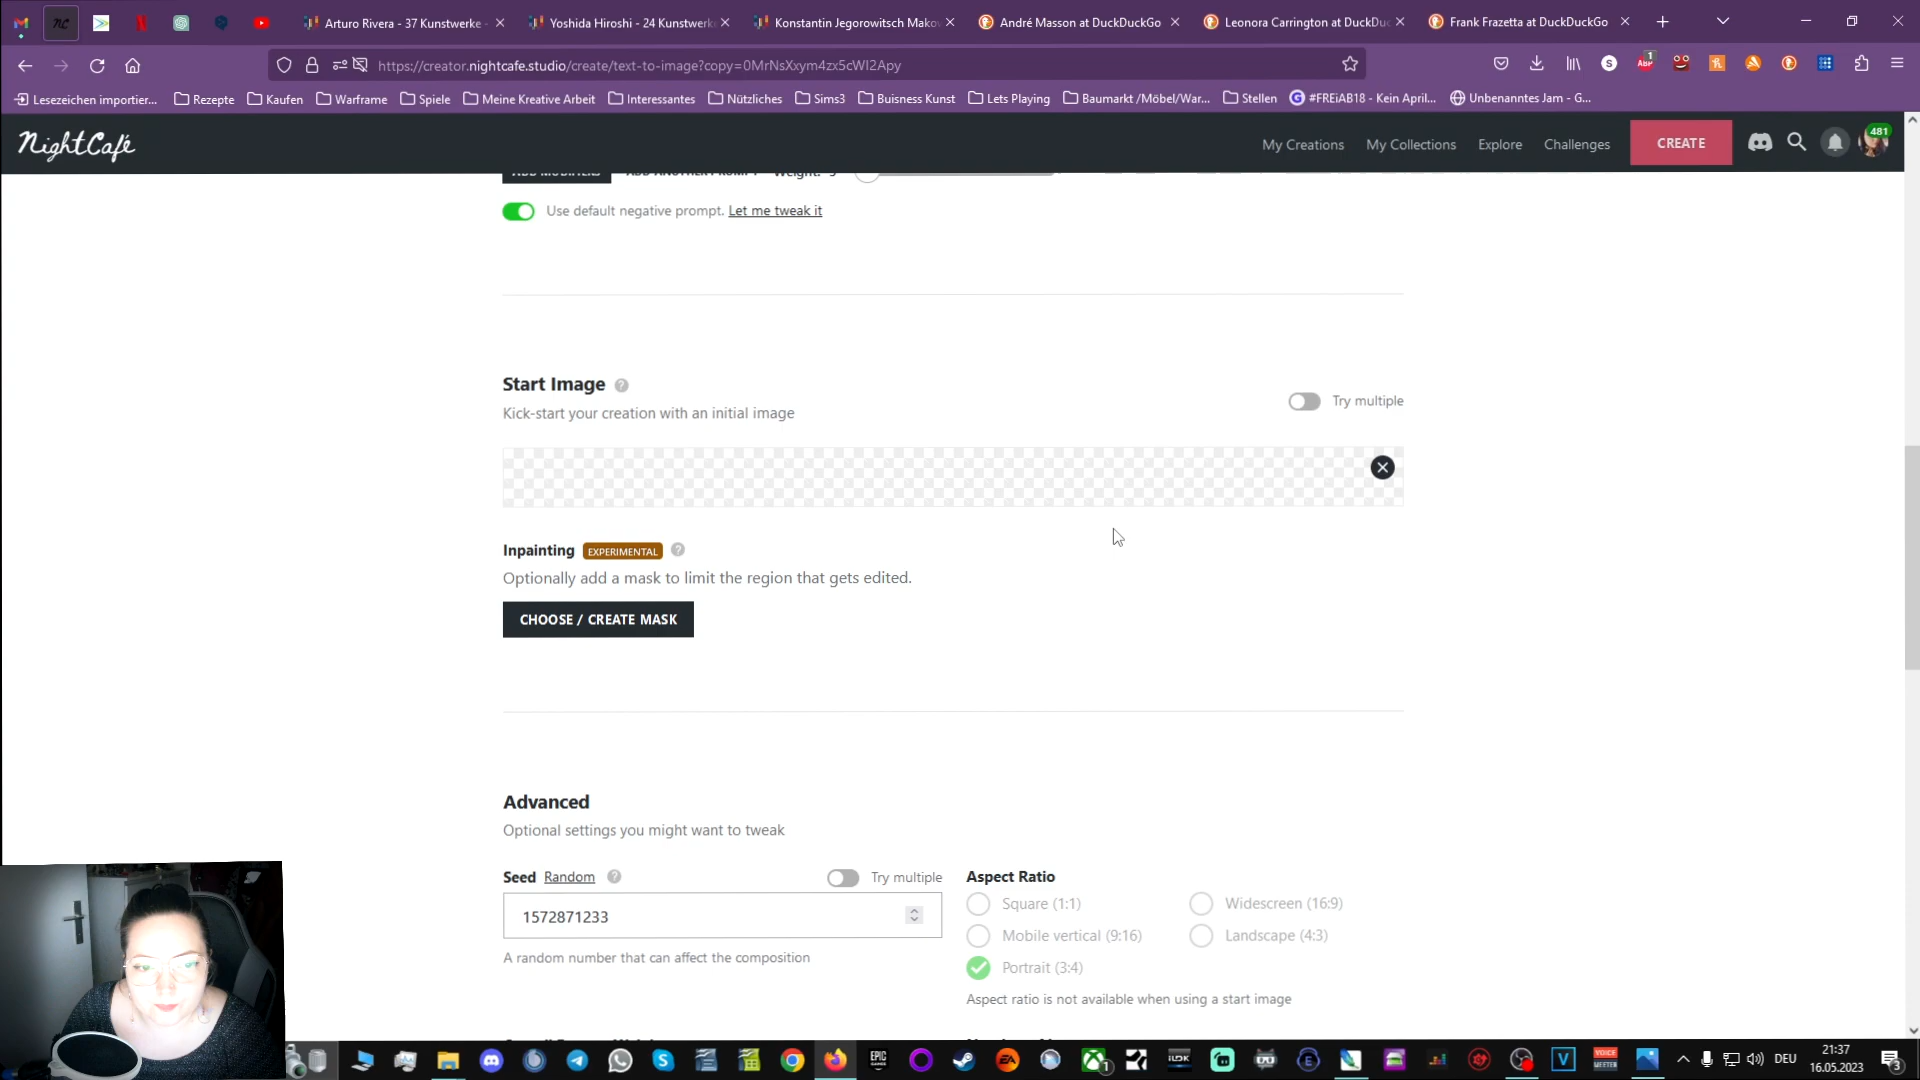 Arturo Rivera - 37 Kunstwerke -
Yoshida Hiroshi - 24 Kunstwerk
Konstantin Jegorowitsch Mako
André Masson at DuckDuckGo
Leonora Carrington at DuckDu
Frank Frazetta at DuckDuckGo
https://creator.nightcafe.studio/create/text-to-image?copy=0MrNsXxym4zx5cWI2Apy
Lesezeichen importier...
Rezepte
Kaufen
Warframe
Spiele
Meine Kreative Arbeit
Interessantes
Nützliches
Sims3
Buisness Kunst
Lets Playing
Baumarkt /Möbel/War...
Stellen
#FREiAB18 - Kein April...
Unbenanntes Jam - G...
NightCafé
My Creations
My Collections
Explore
Challenges
CREATE
481
ADD MODIFIERS
ADD ANOTHER PROMPT
Weight:
Use default negative prompt. Let me tweak it
Start Image
Kick-start your creation with an initial image
Try multiple
Inpainting EXPERIMENTAL
Optionally add a mask to limit the region that gets edited.
CHOOSE / CREATE MASK
Advanced
Optional settings you might want to tweak
Seed Random
Try multiple
1572871233
A random number that can affect the composition
Aspect Ratio
Square (1:1)
Widescreen (16:9)
Mobile vertical (9:16)
Landscape (4:3)
Portrait (3:4)
Aspect ratio is not available when using a start image
DEU
21:37
16.05.2023